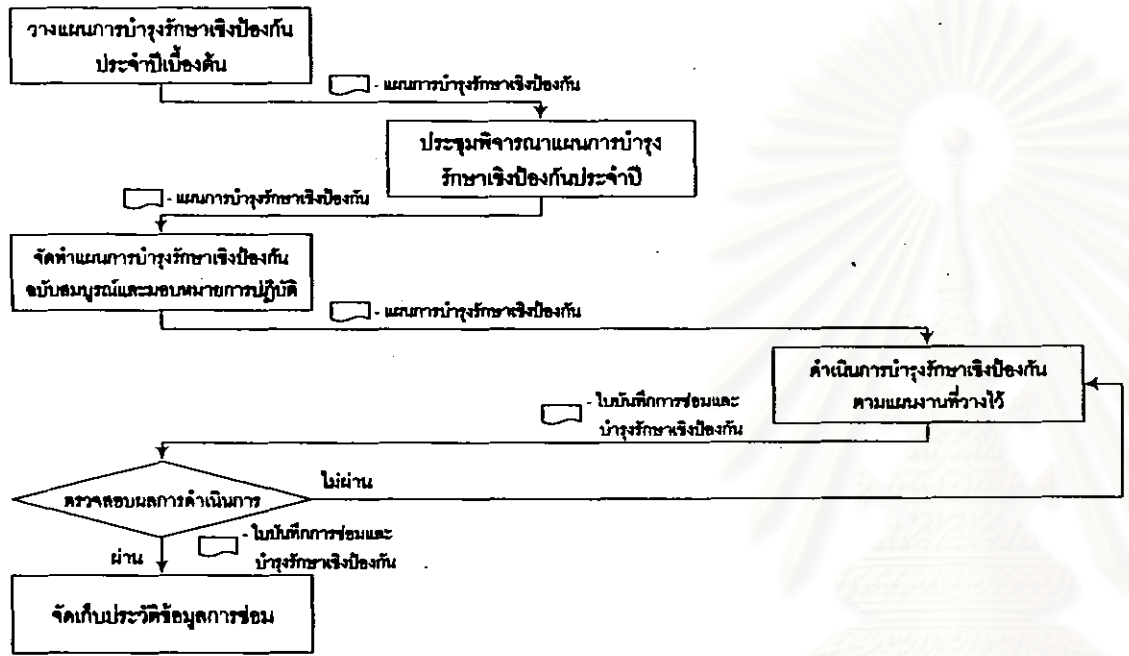 วางแผนการบำรุงรักษาเชิงป้องกัน
ประจำปีเบื้องต้น
- แผนการบำรุงรักษาเชิงป้องกัน
ประชุมพิจารณาแผนการบำรุง
รักษาเชิงป้องกันประจำปี
- แผนการบำรุงรักษาเชิงป้องกัน
จัดทำแผนการบำรุงรักษาเชิงป้องกัน
ฉบับสมบูรณ์และมอบหมายการปฏิบัติ
- แผนการบำรุงรักษาเชิงป้องกัน
ดำเนินการบำรุงรักษาเชิงป้องกัน
ตามแผนงานที่วางไว้
- ใบบันทึกการซ่อมและ
บำรุงรักษาเชิงป้องกัน
ไม่ผ่าน
ตรวจสอบผลการดำเนินการ
- ใบบันทึกการซ่อมและ
บำรุงรักษาเชิงป้องกัน
ผ่าน
จัดเก็บประวัติข้อมูลการซ่อม